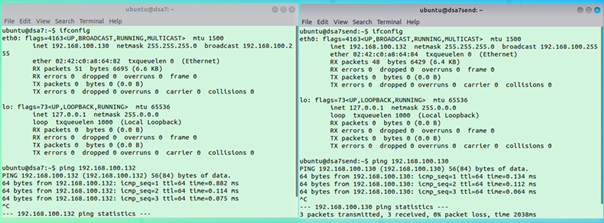 ubuntu@dsa7: ~
File Edit View Search Terminal Help
ubuntu@dsa7:~$ ifconfig
eth0: flags=4163<UP,BROADCAST,RUNNING,MULTICAST>  mtu 1500
inet 192.168.100.130  netmask 255.255.255.0  broadcast 192.168.100.2
55
ether 02:42:c0:a8:64:82  txqueuelen 0  (Ethernet)
RX packets 51  bytes 6695 (6.6 KB)
RX errors 0  dropped 0  overruns 0  frame 0
TX packets 0  bytes 0 (0.0 B)
TX errors 0  dropped 0 overruns 0  carrier 0  collisions 0
lo: flags=73<UP,LOOPBACK,RUNNING>  mtu 65536
inet 127.0.0.1  netmask 255.0.0.0
loop  txqueuelen 1000  (Local Loopback)
RX packets 0  bytes 0 (0.0 B)
RX errors 0  dropped 0  overruns 0  frame 0
TX packets 0  bytes 0 (0.0 B)
TX errors 0  dropped 0 overruns 0  carrier 0  collisions 0
ubuntu@dsa7:~$ ping 192.168.100.132
PING 192.168.100.132 (192.168.100.132) 56(84) bytes of data.
64 bytes from 192.168.100.132: icmp_seq=1 ttl=64 time=0.882 ms
64 bytes from 192.168.100.132: icmp_seq=2 ttl=64 time=0.114 ms
64 bytes from 192.168.100.132: icmp_seq=3 ttl=64 time=0.075 ms
^C
--- 192.168.100.132 ping statistics ---
ubuntu@dsa7send: ~
File Edit View Search Terminal Help
ubuntu@dsa7send:~$ ifconfig
eth0: flags=4163<UP,BROADCAST,RUNNING,MULTICAST>  mtu 1500
inet 192.168.100.132  netmask 255.255.255.0  broadcast 192.168.100.255
ether 02:42:c0:a8:64:84  txqueuelen 0  (Ethernet)
RX packets 48  bytes 6429 (6.4 KB)
RX errors 0  dropped 0  overruns 0  frame 0
TX packets 0  bytes 0 (0.0 B)
TX errors 0  dropped 0 overruns 0  carrier 0  collisions 0
lo: flags=73<UP,LOOPBACK,RUNNING>  mtu 65536
inet 127.0.0.1  netmask 255.0.0.0
loop  txqueuelen 1000  (Local Loopback)
RX packets 0  bytes 0 (0.0 B)
RX errors 0  dropped 0  overruns 0  frame 0
TX packets 0  bytes 0 (0.0 B)
TX errors 0  dropped 0 overruns 0  carrier 0  collisions 0
ubuntu@dsa7send:~$ ping 192.168.100.130
PING 192.168.100.130 (192.168.100.130) 56(84) bytes of data.
64 bytes from 192.168.100.130: icmp_seq=1 ttl=64 time=0.134 ms
64 bytes from 192.168.100.130: icmp_seq=2 ttl=64 time=0.112 ms
64 bytes from 192.168.100.130: icmp_seq=3 ttl=64 time=0.064 ms
^C
--- 192.168.100.130 ping statistics ---
3 packets transmitted, 3 received, 0% packet loss, time 2038ms